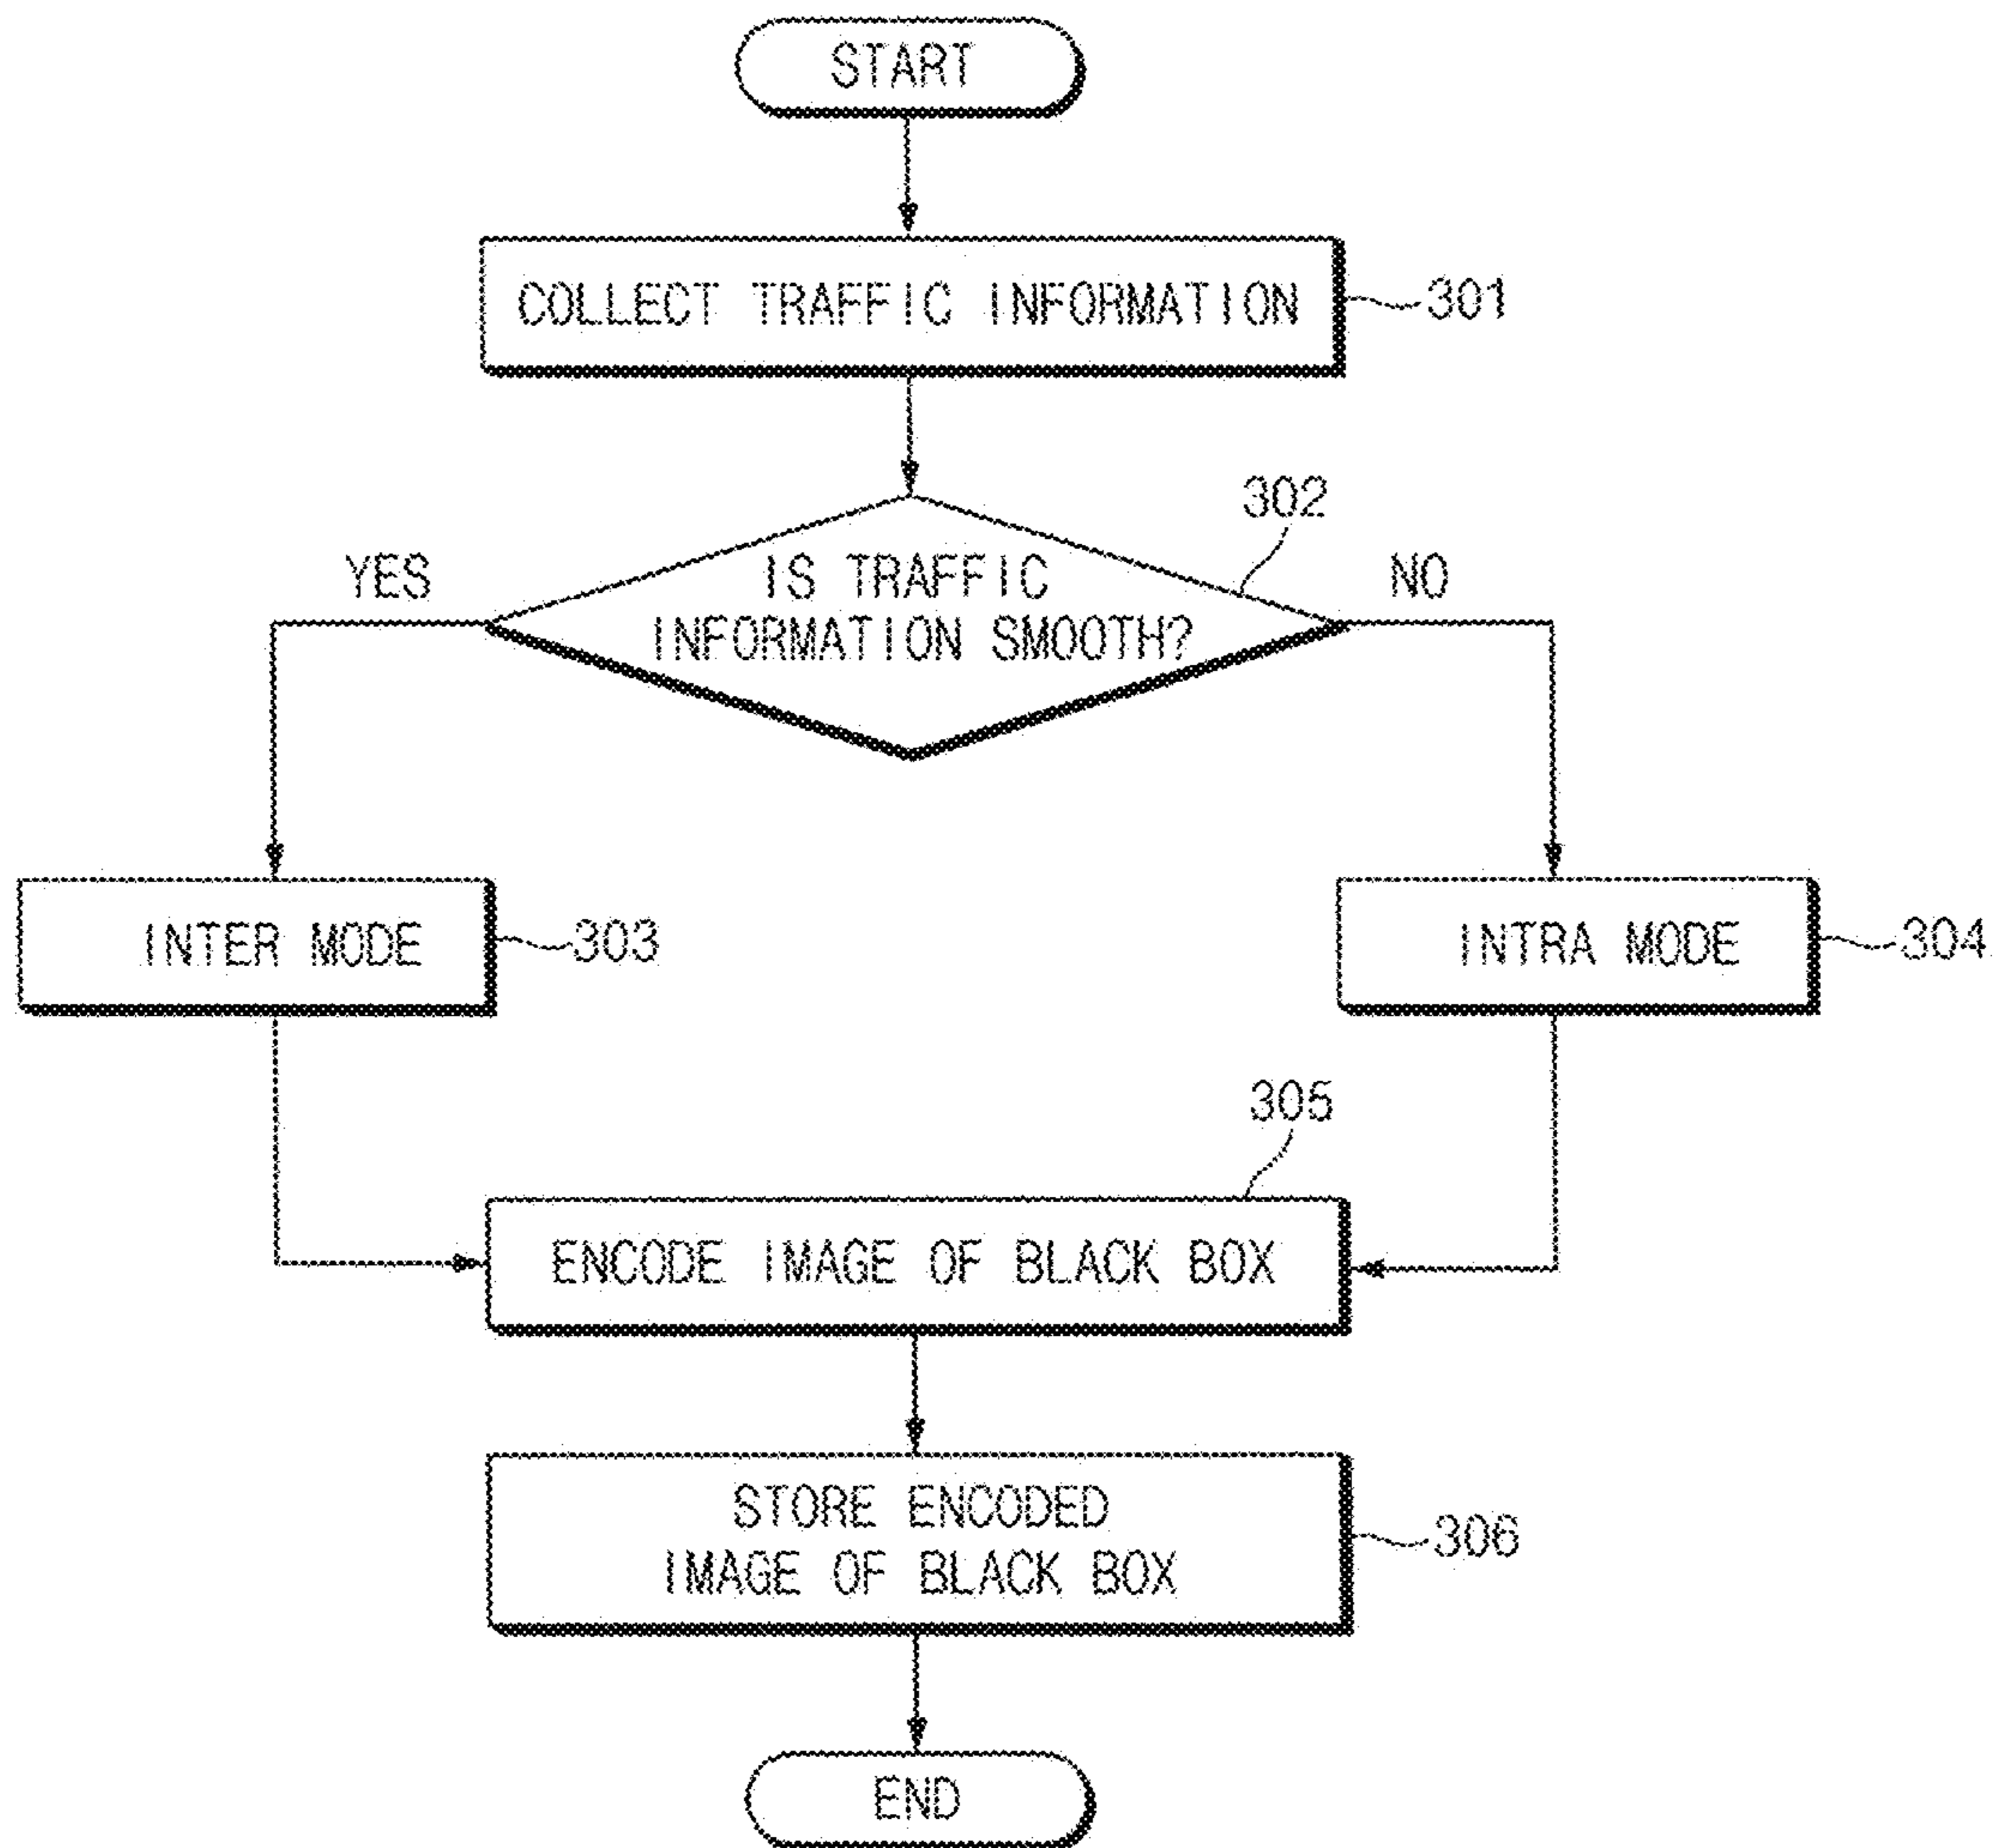 START
COLLECT TRAFFIC INFORMATION
301
302
YES
IS TRAFFIC
INFORMATION SMOOTH?
NO
INTER MODE
303
INTRA MODE
304
305
ENCODE IMAGE OF BLACK BOX
STORE ENCODED
IMAGE OF BLACK BOX
306
END